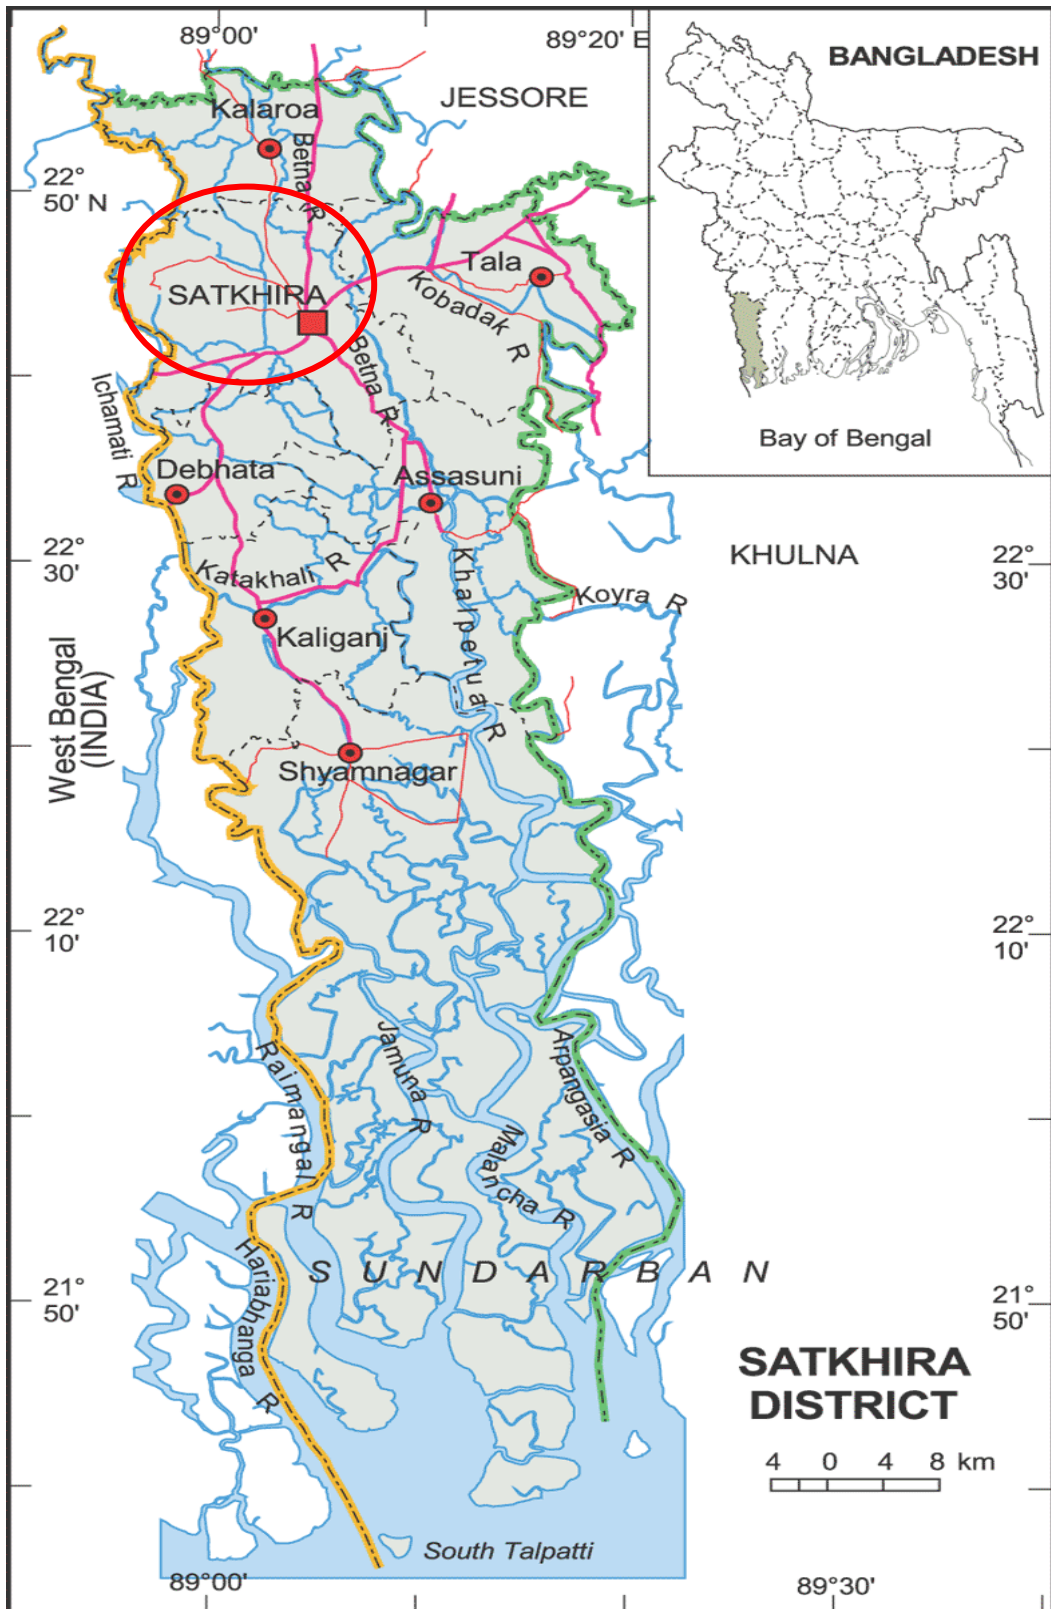 89°00'
89°20' E
BANGLADESH
JESSORE
Kalaroa
Betna R
22°
50' N
Tala
SATKHIRA
Kobadak R
Betna R
Ichamati R
Bay of Bengal
Debhata
Assasuni
KHULNA
22°
30'
22°
30'
Katakhali R
Khalpetua R
Koyra R
Kaliganj
West Bengal
(INDIA)
Shyamnagar
22°
10'
22°
10'
Jamuna R
Arpangasia R
Raimangal R
Malancha R
Hariabhanga R
SUNDARBAN
21°
50'
21°
50'
SATKHIRA
DISTRICT
4 0 4 8 km
South Talpatti
89°00'
89°30'